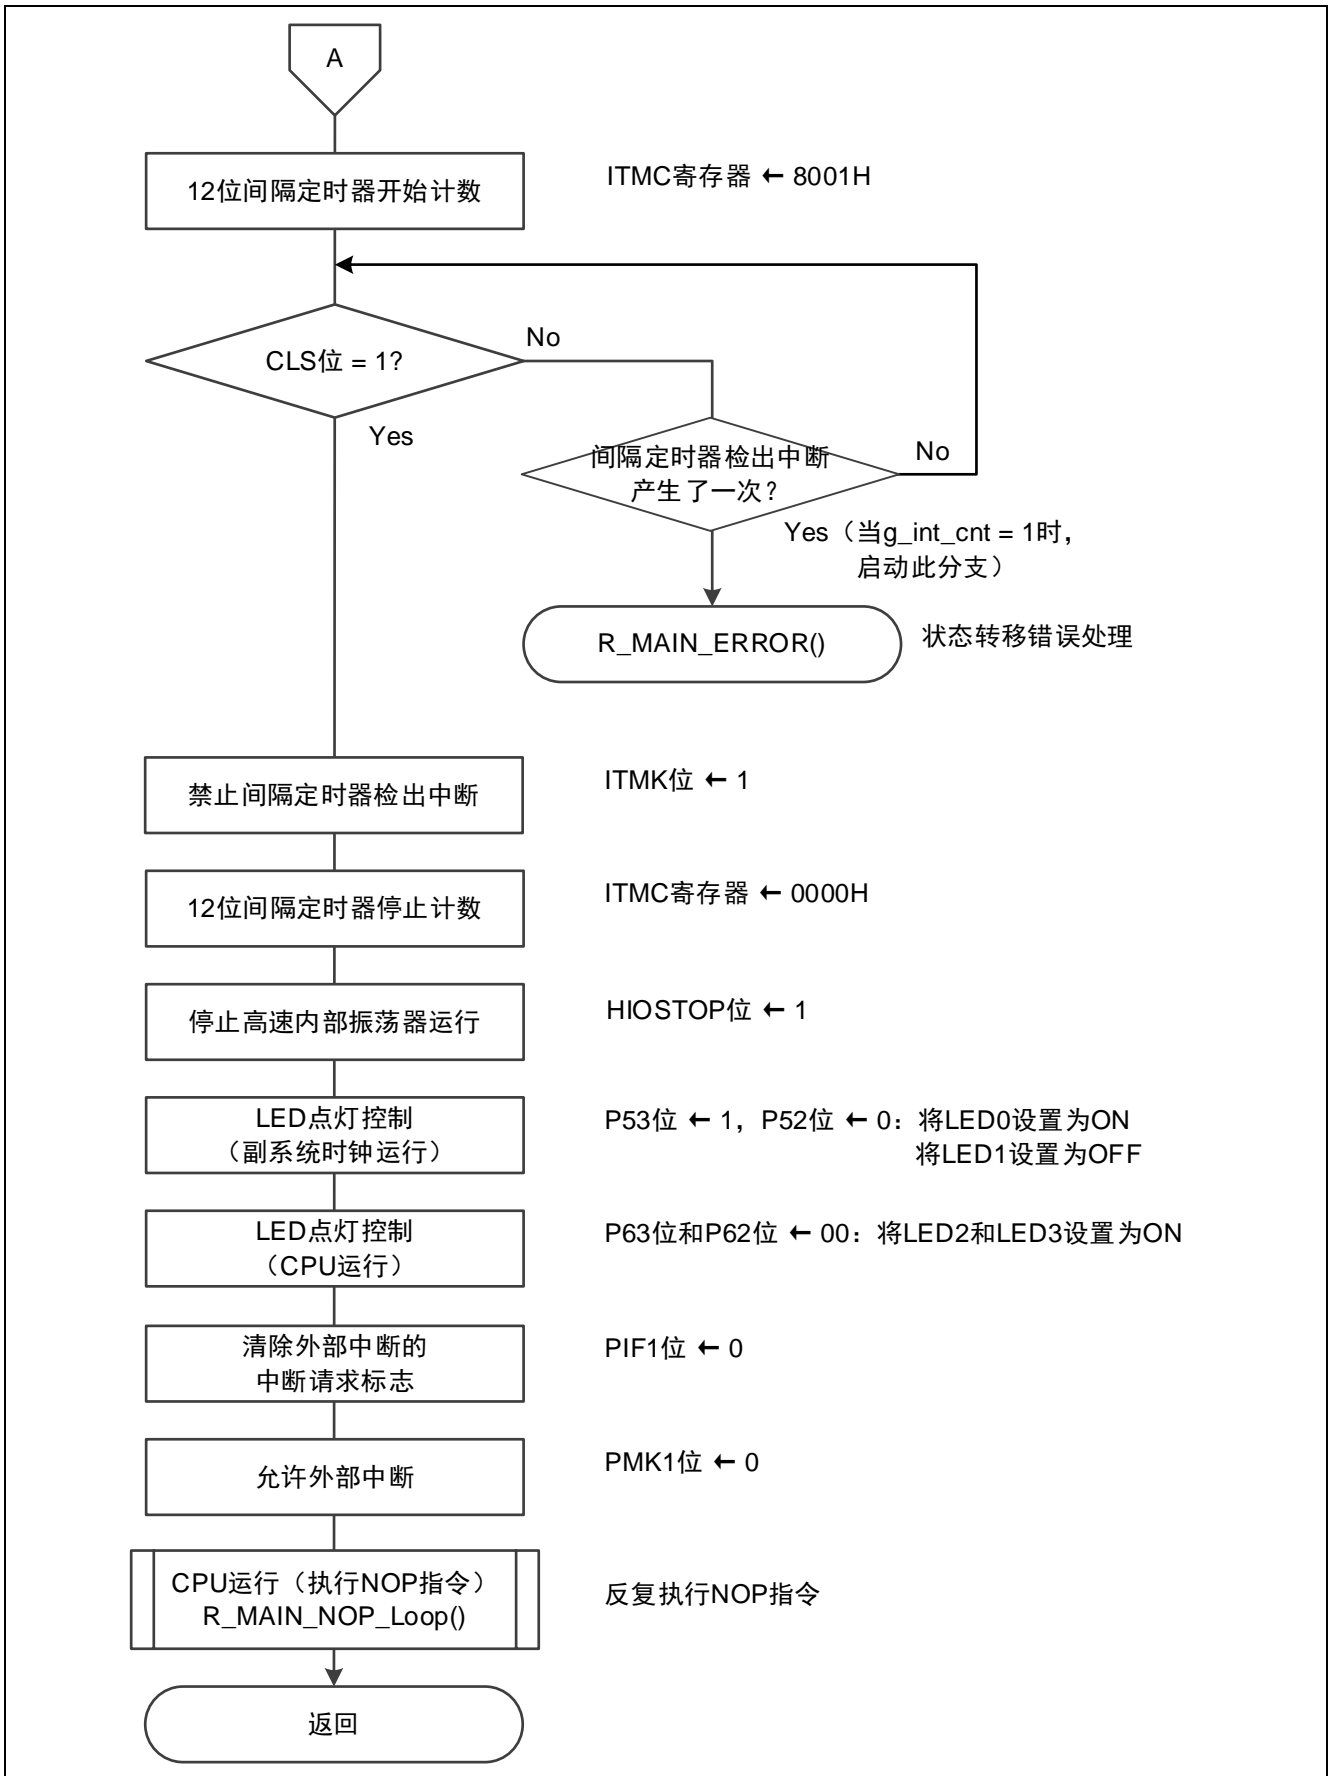 A
12位间隔定时器开始计数
ITMC寄存器 ← 8001H
CLS位 = 1?
No
Yes
间隔定时器检出中断
产生了一次?
No
Yes（当g_int_cnt = 1时，
启动此分支）
R_MAIN_ERROR()
状态转移错误处理
禁止间隔定时器检出中断
ITMK位 ← 1
12位间隔定时器停止计数
ITMC寄存器 ← 0000H
停止高速内部振荡器运行
HIOSTOP位 ← 1
LED点灯控制
（副系统时钟运行）
P53位 ← 1，P52位 ← 0：将LED0设置为ON
将LED1设置为OFF
LED点灯控制
（CPU运行）
P63位和P62位 ← 00：将LED2和LED3设置为ON
清除外部中断的
中断请求标志
PIF1位 ← 0
允许外部中断
PMK1位 ← 0
CPU运行（执行NOP指令）
R_MAIN_NOP_Loop()
反复执行NOP指令
返回